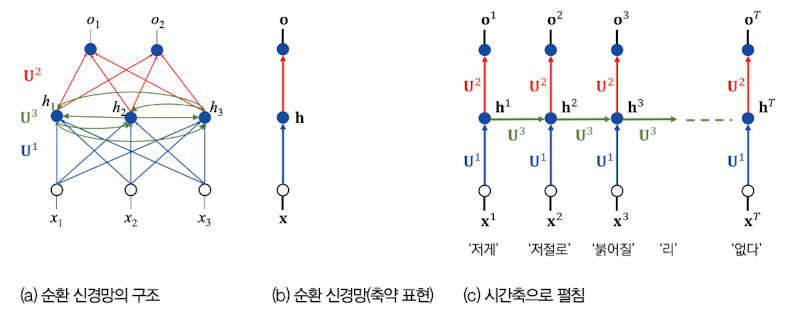 o₁ o₂
U²
h₁ h₂ h₃
U³
U¹
x₁ x₂ x₃
(a) 순환 신경망의 구조
o
h
x
(b) 순환 신경망(축약 표현)
o¹ o² o³ oᵀ
U² U² U² U²
h¹ h² h³ hᵀ
U³ U³ U³
U¹ U¹ U¹ U¹
x¹ x² x³ xᵀ
‘저게’ ‘저절로’ ‘붉어질’ ‘리’ ‘없다’
(c) 시간축으로 펼침